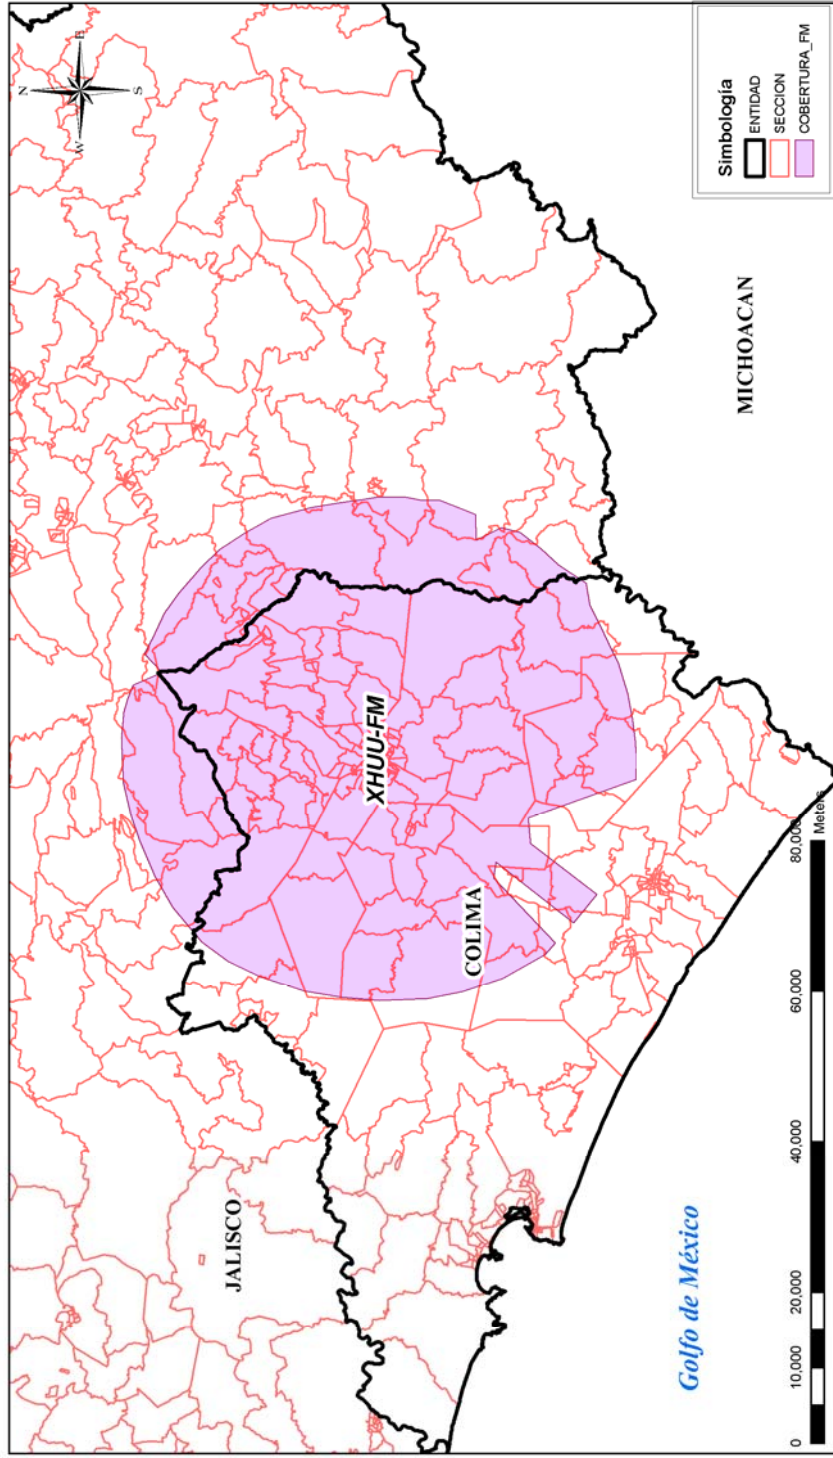 N
W
E
S
JALISCO
COLIMA
XHUU-FM
MICHOACAN
Golfo de México
Simbología
ENTIDAD
SECCION
COBERTURA_FM
0 10,000 20,000 40,000 60,000 80,000
Meters